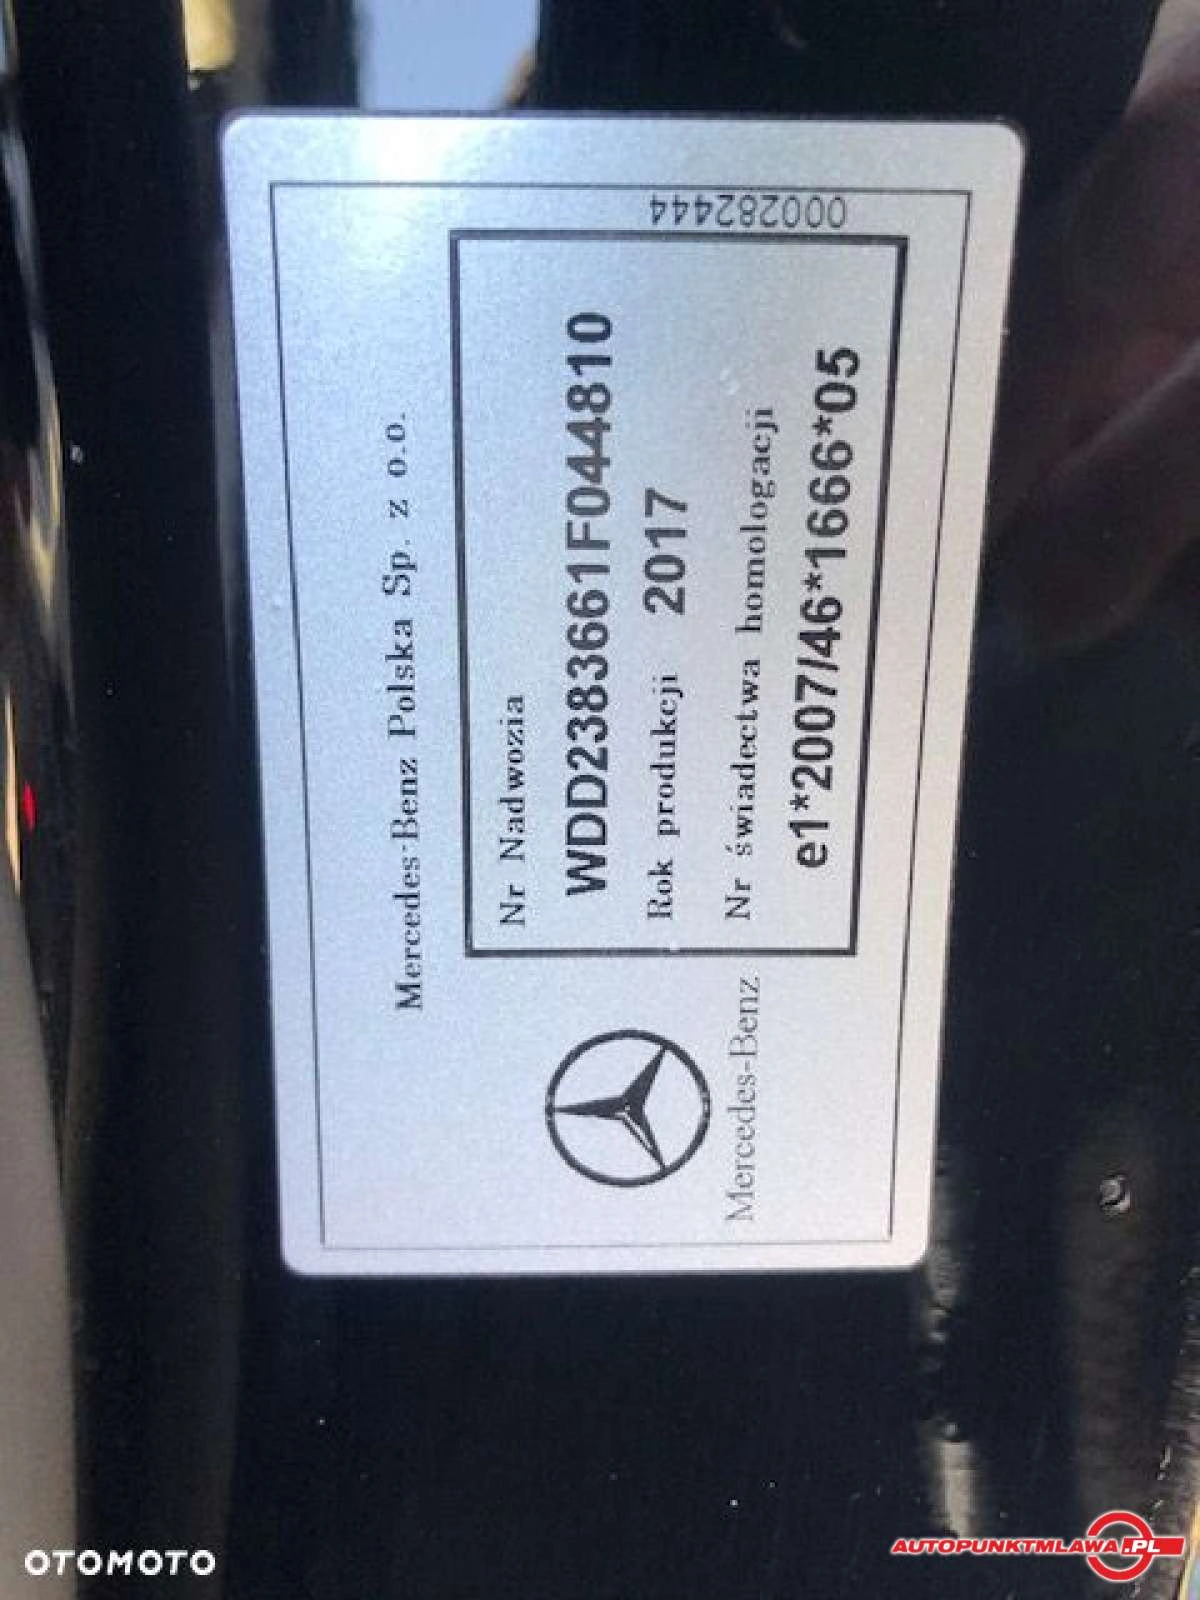 Mercedes-Benz Polska Sp. z o.o.
Nr Nadwozia
WDD2383661F044810
Rok produkcji 2017
Nr świadectwa homologacji
e1*2007/46*1666*05
Mercedes-Benz
000282444
OTOMOTO
AUTOPUNKTMLAWA.PL